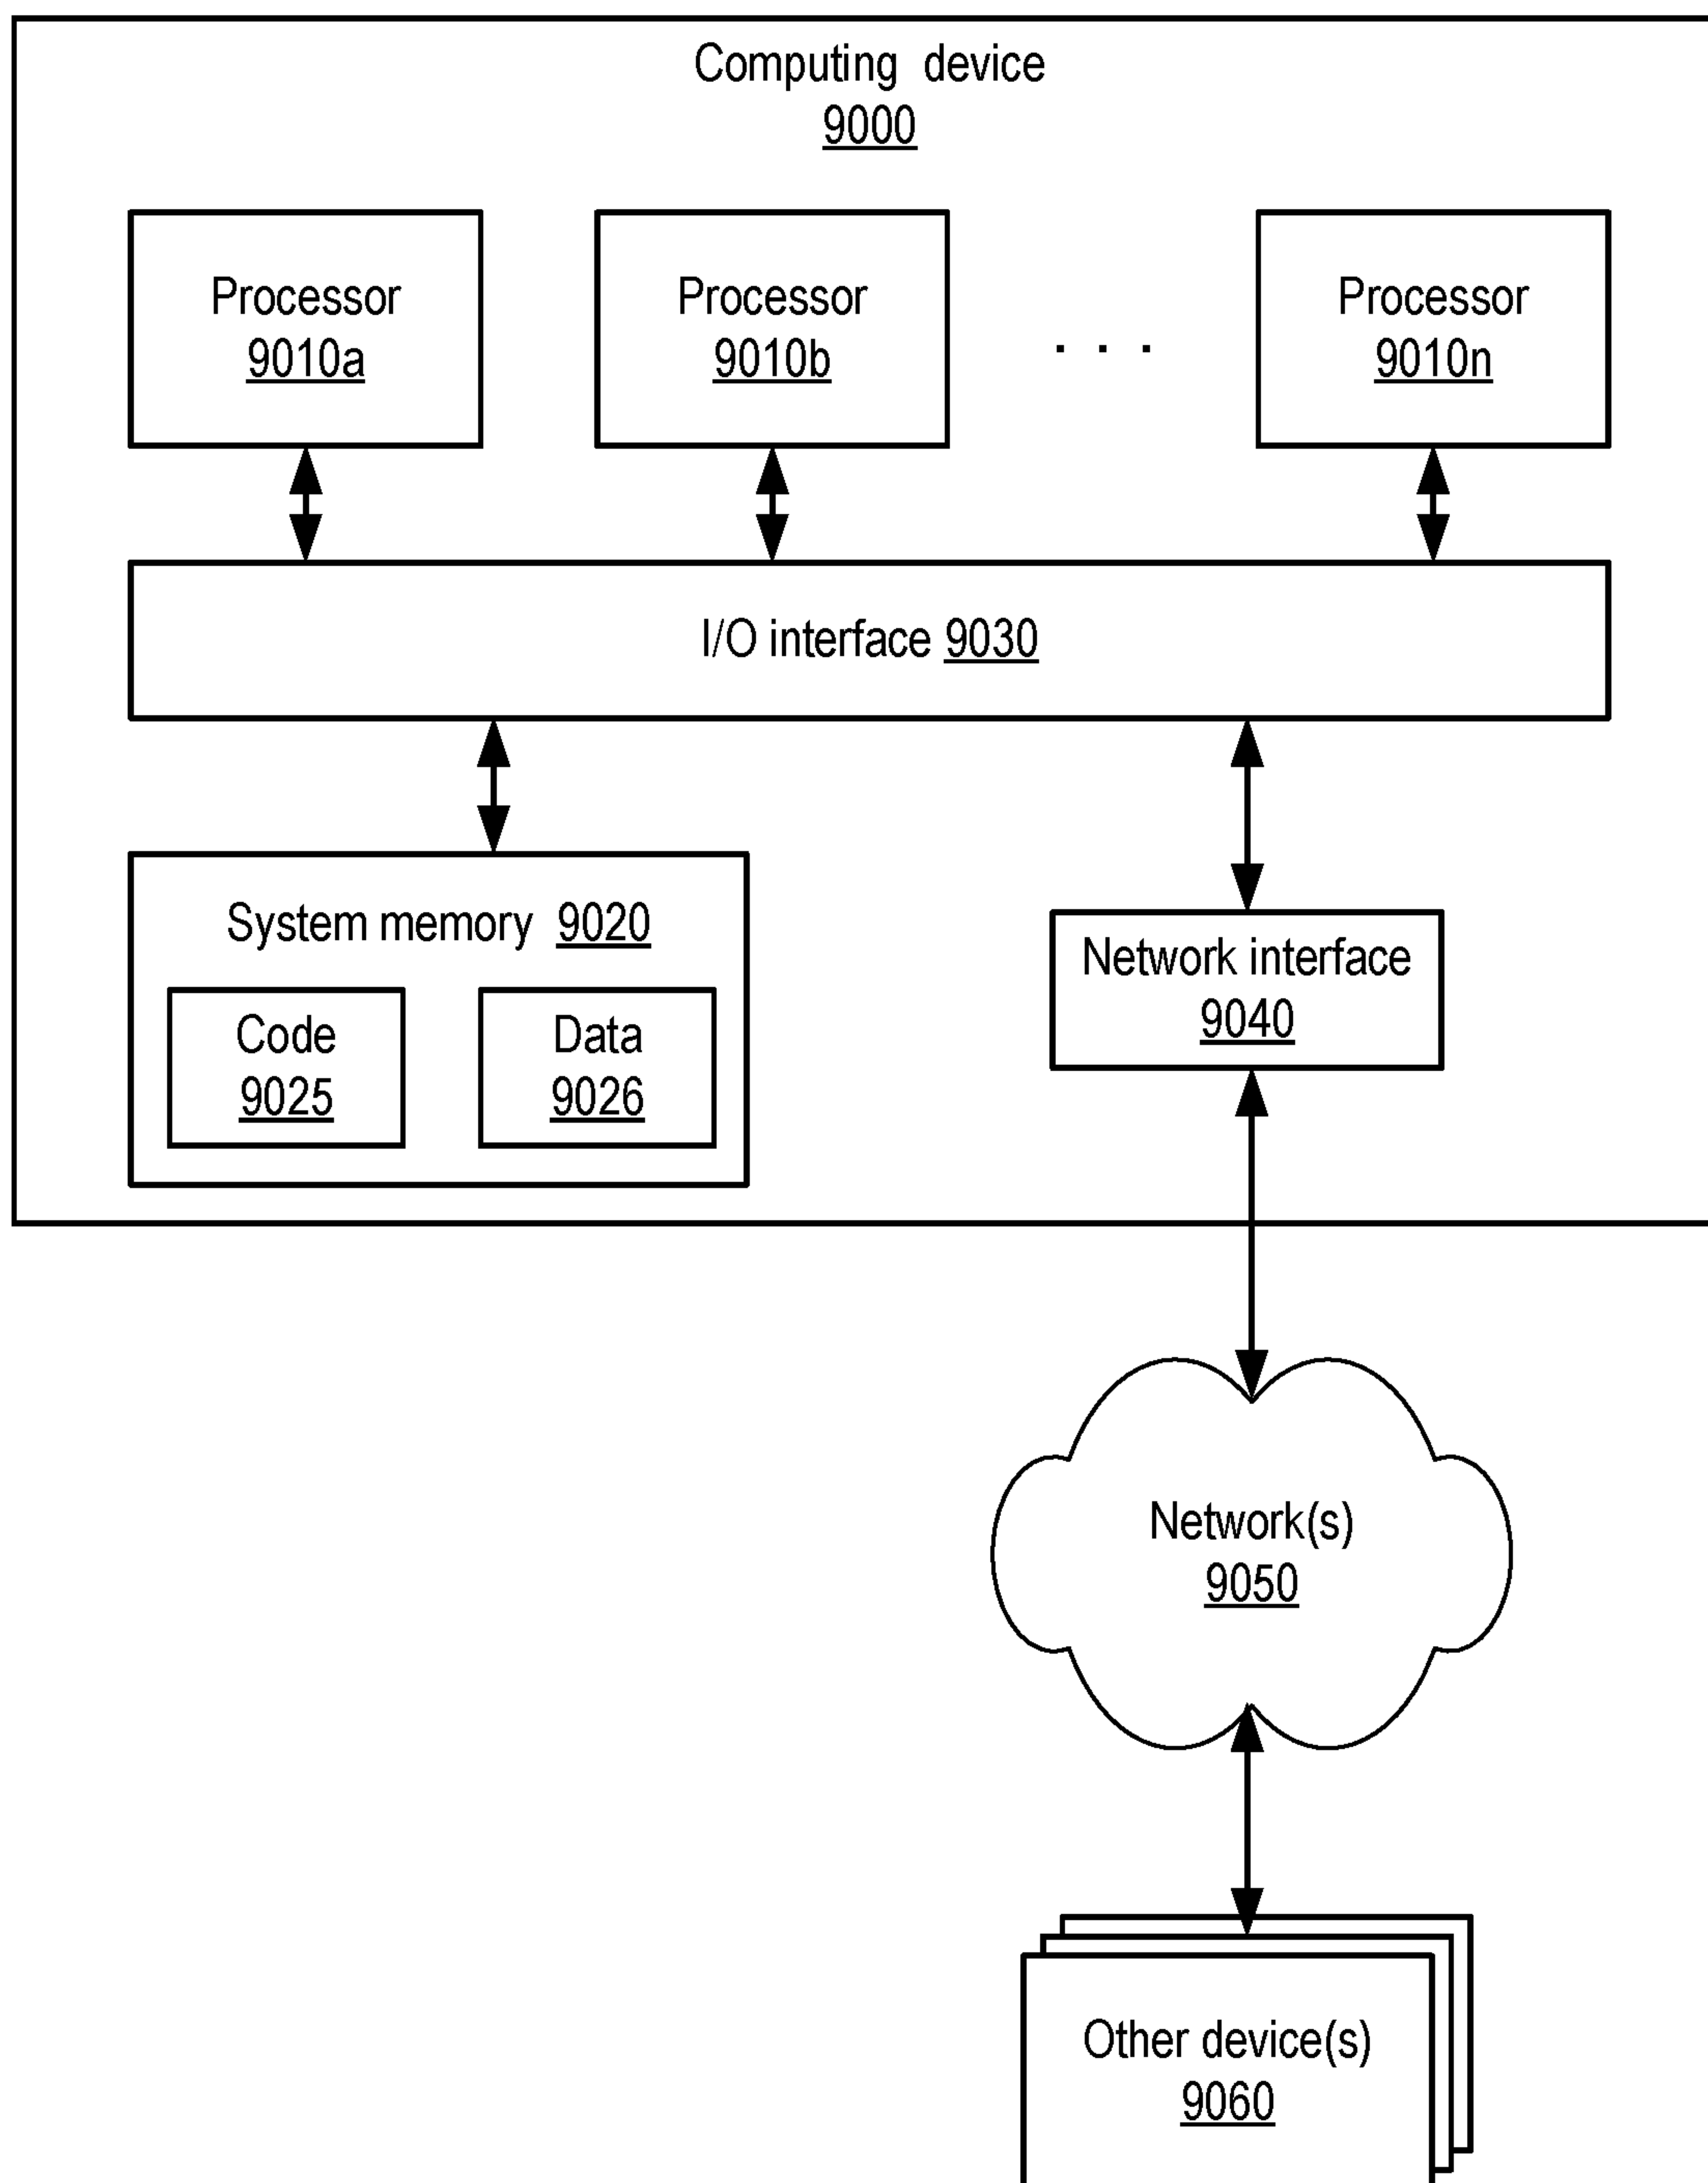 Computing device
9000
Processor
9010a
Processor
9010b
. . .
Processor
9010n
I/O interface 9030
System memory 9020
Code
9025
Data
9026
Network interface
9040
Network(s)
9050
Other device(s)
9060